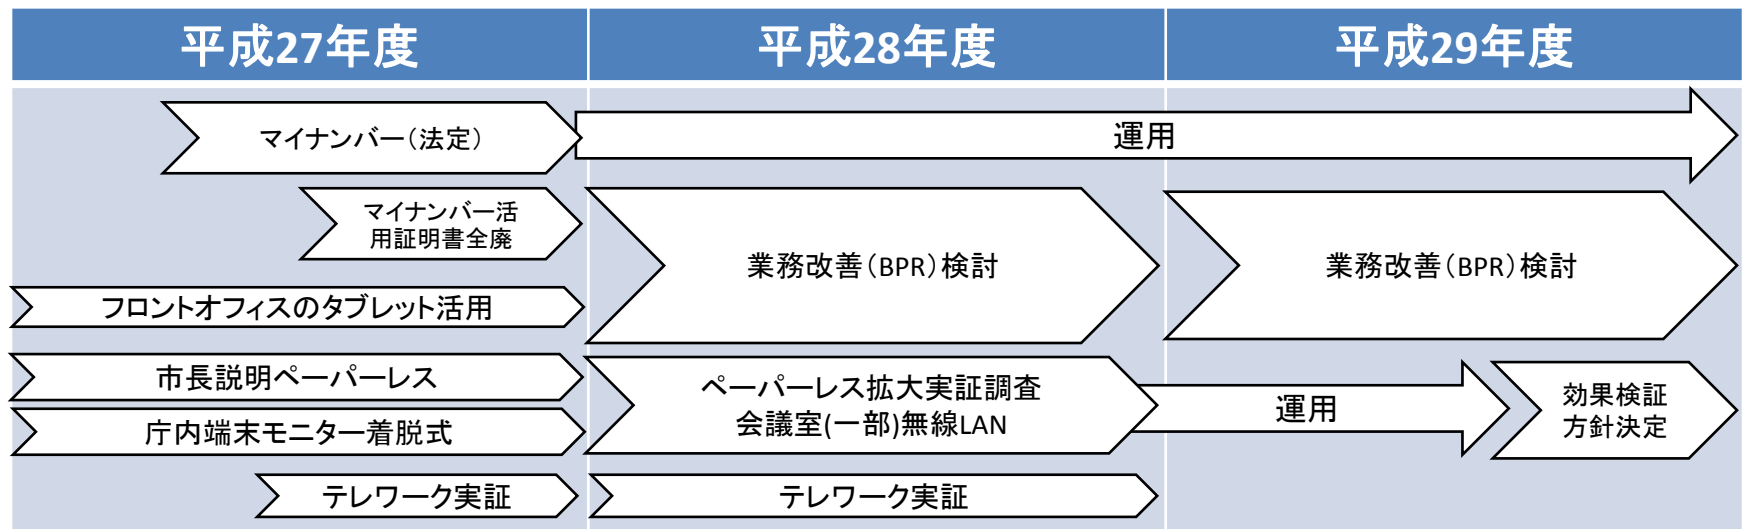 平成27年度
平成28年度
平成29年度
マイナンバー(法定)
運用
マイナンバー活
用証明書全廃
業務改善(BPR)検討
業務改善(BPR)検討
フロントオフィスのタブレット活用
市長説明ペーパーレス
庁内端末モニター着脱式
ペーパーレス拡大実証調査
会議室(一部)無線LAN
運用
効果検証
方針決定
テレワーク実証
テレワーク実証